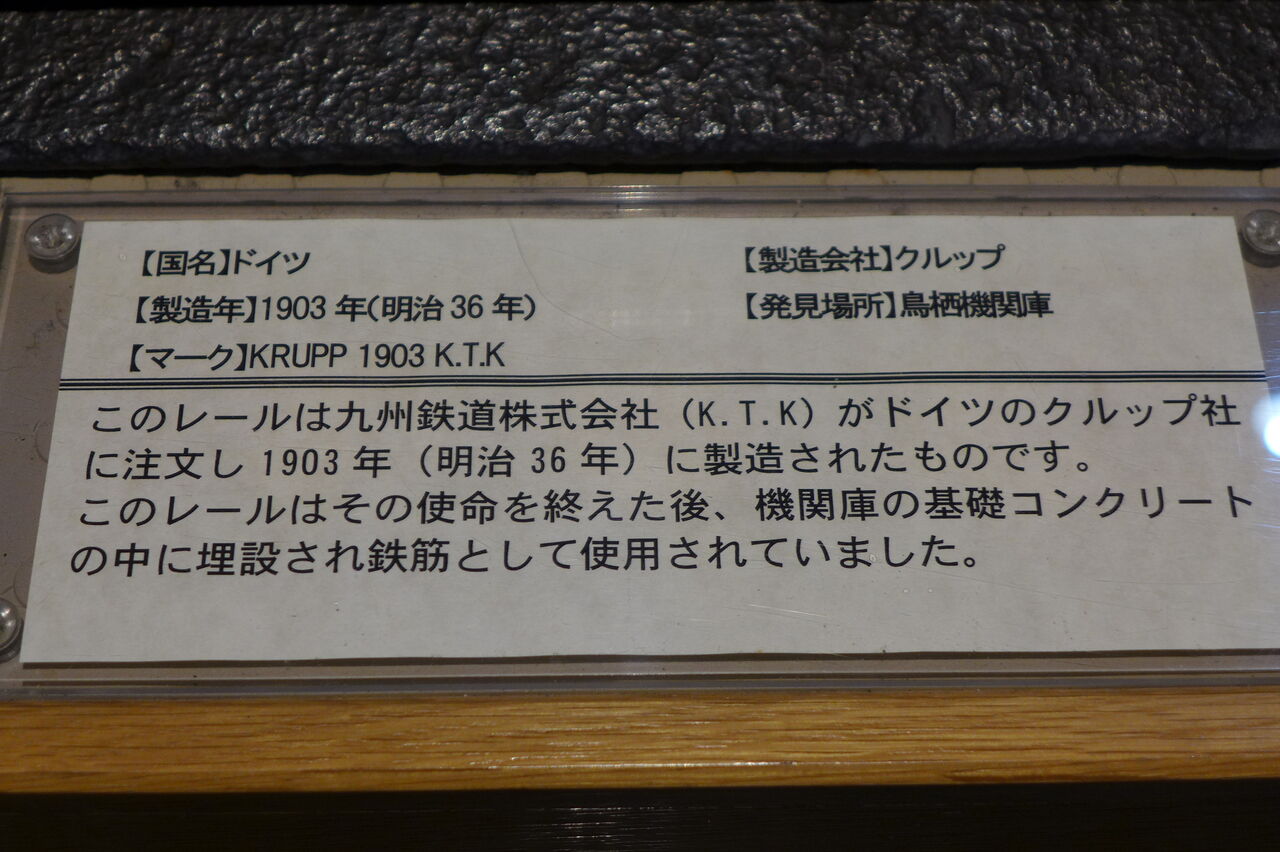 【国名】ドイツ 【製造会社】クルップ
【製造年】1903 年(明治 36 年) 【発見場所】鳥栖機関庫
【マーク】KRUPP 1903 K.T.K
このレールは九州鉄道株式会社（K.T.K）がドイツのクルップ社
に注文し 1903 年（明治 36 年）に製造されたものです。
このレールはその使命を終えた後、機関庫の基礎コンクリート
の中に埋設され鉄筋として使用されていました。